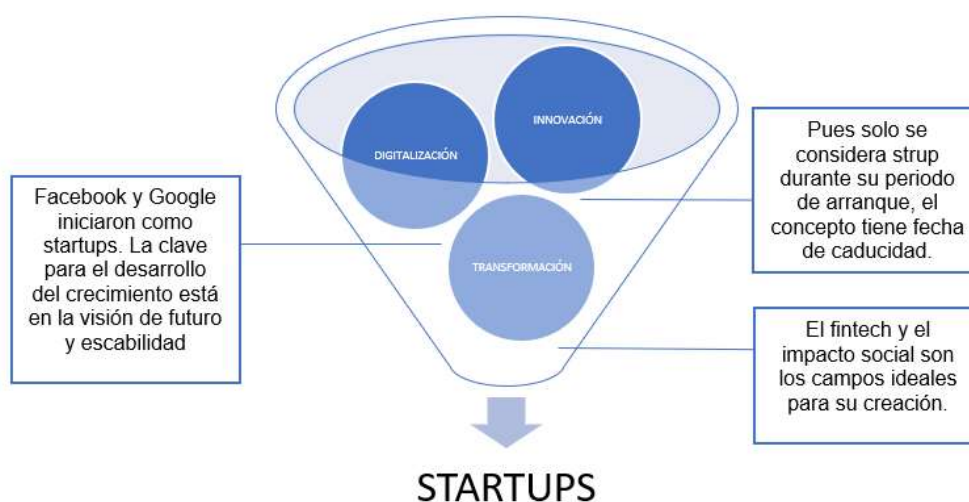 INNOVACIÓN
DIGITALIZACIÓN
TRANSFORMACIÓN
Facebook y Google
iniciaron como
startups. La clave
para el desarrollo
del crecimiento está
en la visión de futuro
y escabilidad
Pues solo se
considera strup
durante su periodo
de arranque, el
concepto tiene fecha
de caducidad.
El fintech y el
impacto social son
los campos ideales
para su creación.
STARTUPS